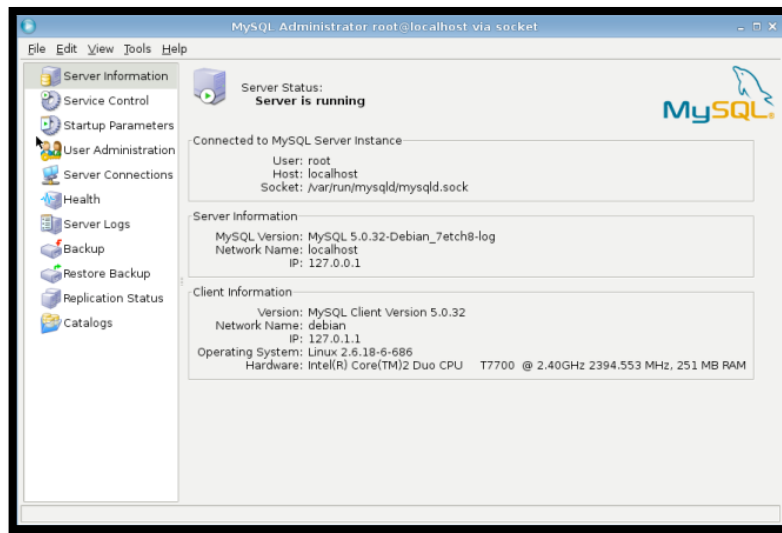 MySQL Administrator root@localhost via socket
File Edit View Tools Help
Server Information
Service Control
Startup Parameters
User Administration
Server Connections
Health
Server Logs
Backup
Restore Backup
Replication Status
Catalogs
Server Status:
Server is running
MySQL.
Connected to MySQL Server Instance
User: root
Host: localhost
Socket: /var/run/mysqld/mysqld.sock
Server Information
MySQL Version: MySQL 5.0.32-Debian_7etch8-log
Network Name: localhost
IP: 127.0.0.1
Client Information
Version: MySQL Client Version 5.0.32
Network Name: debian
IP: 127.0.1.1
Operating System: Linux 2.6.18-6-686
Hardware: Intel(R) Core(TM)2 Duo CPU T7700 @ 2.40GHz 2394.553 MHz, 251 MB RAM